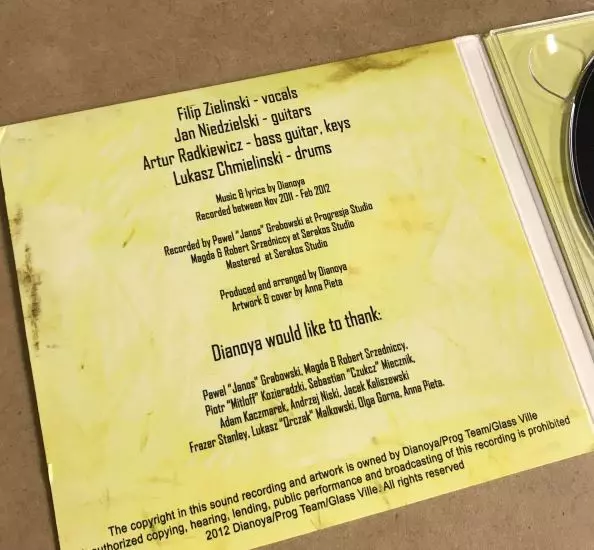 Filip Zielinski - vocals
Jan Niedzielski - guitars
Artur Radkiewicz - bass guitar, keys
Lukasz Chmielinski - drums
Music & lyrics by Dianoya
Recorded between Nov 2011 - Feb 2012
Recorded by Pawel "Janos" Grabowski at Progresja Studio
Magda & Robert Srzedniccy at Serakos Studio
Mastered at Serakos Studio
Produced and arranged by Dianoya
Artwork & cover by Anna Pieta
Dianoya would like to thank:
Pawel "Janos" Grabowski, Magda & Robert Srzedniccy,
Piotr "Mitloff" Kozieradzki, Sebastian "Czukcz" Miecznik,
Adam Kaczmarek, Andrzej Niski, Jacek Kaliszewski
Frazer Stanley, Lukasz "Orczak" Malkowski, Olga Gorna, Anna Pieta.
The copyright in this sound recording and artwork is owned by Dianoya/Prog Team/Glass Ville
authorized copying, hearing, lending, public performance and broadcasting of this recording is prohibited
2012 Dianoya/Prog Team/Glass Ville. All rights reserved